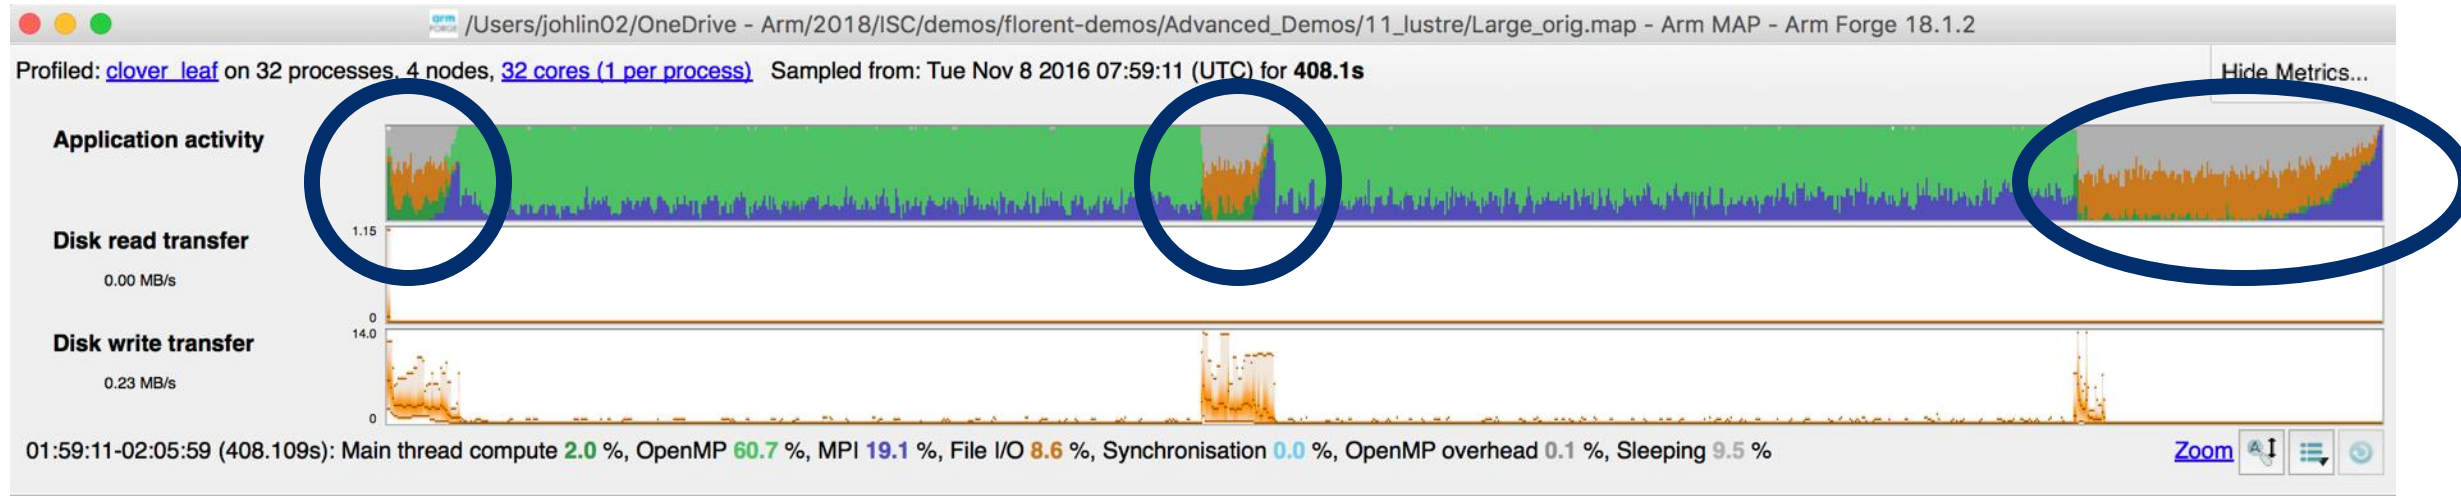 arm FORGE /Users/johlin02/OneDrive - Arm/2018/ISC/demos/florent-demos/Advanced_Demos/11_lustre/Large_orig.map - Arm MAP - Arm Forge 18.1.2
Profiled: clover_leaf on 32 processes, 4 nodes, 32 cores (1 per process) Sampled from: Tue Nov 8 2016 07:59:11 (UTC) for 408.1s
Hide Metrics...
Application activity
Disk read transfer
1.15
0.00 MB/s
0
Disk write transfer
14.0
0.23 MB/s
0
01:59:11-02:05:59 (408.109s): Main thread compute 2.0 %, OpenMP 60.7 %, MPI 19.1 %, File I/O 8.6 %, Synchronisation 0.0 %, OpenMP overhead 0.1 %, Sleeping 9.5 %
Zoom